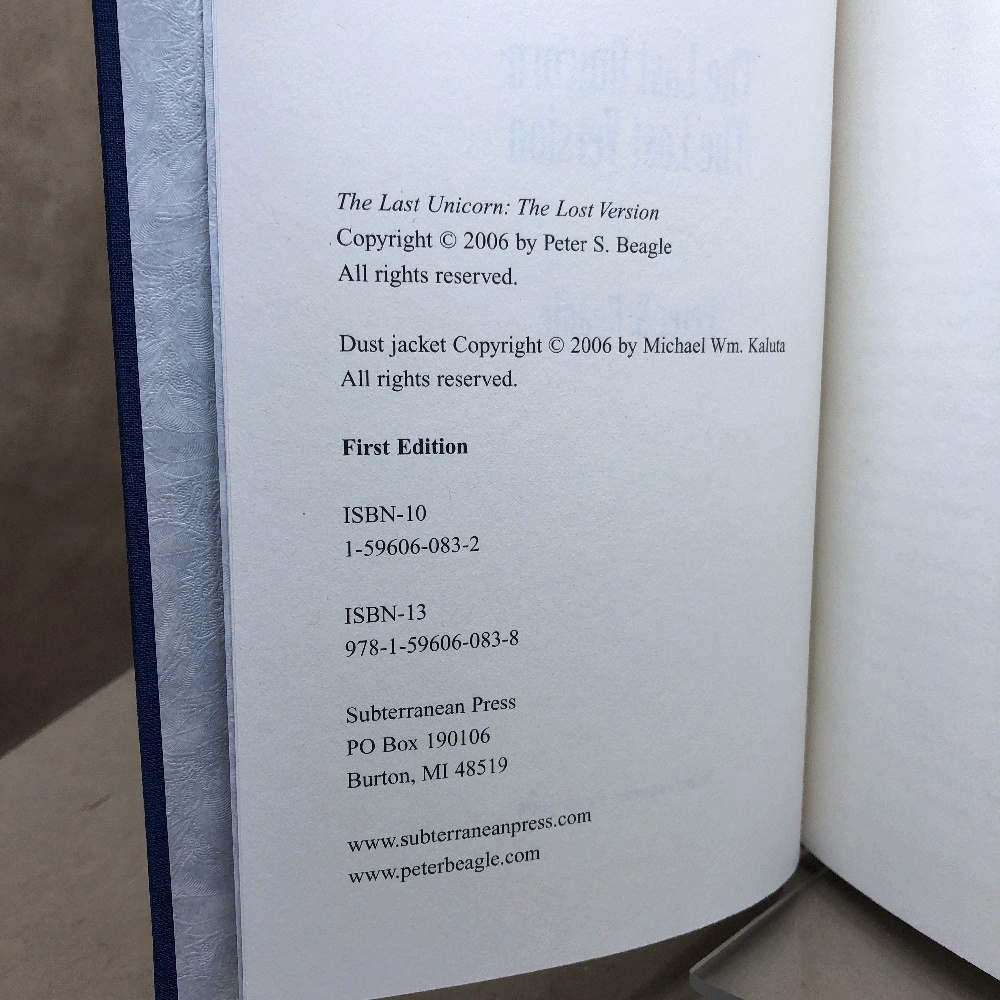 The Last Unicorn: The Lost Version
Copyright © 2006 by Peter S. Beagle
All rights reserved.
Dust jacket Copyright © 2006 by Michael Wm. Kaluta
All rights reserved.
First Edition
ISBN-10
1-59606-083-2
ISBN-13
978-1-59606-083-8
Subterranean Press
PO Box 190106
Burton, MI 48519
www.subterraneanpress.com
www.peterbeagle.com